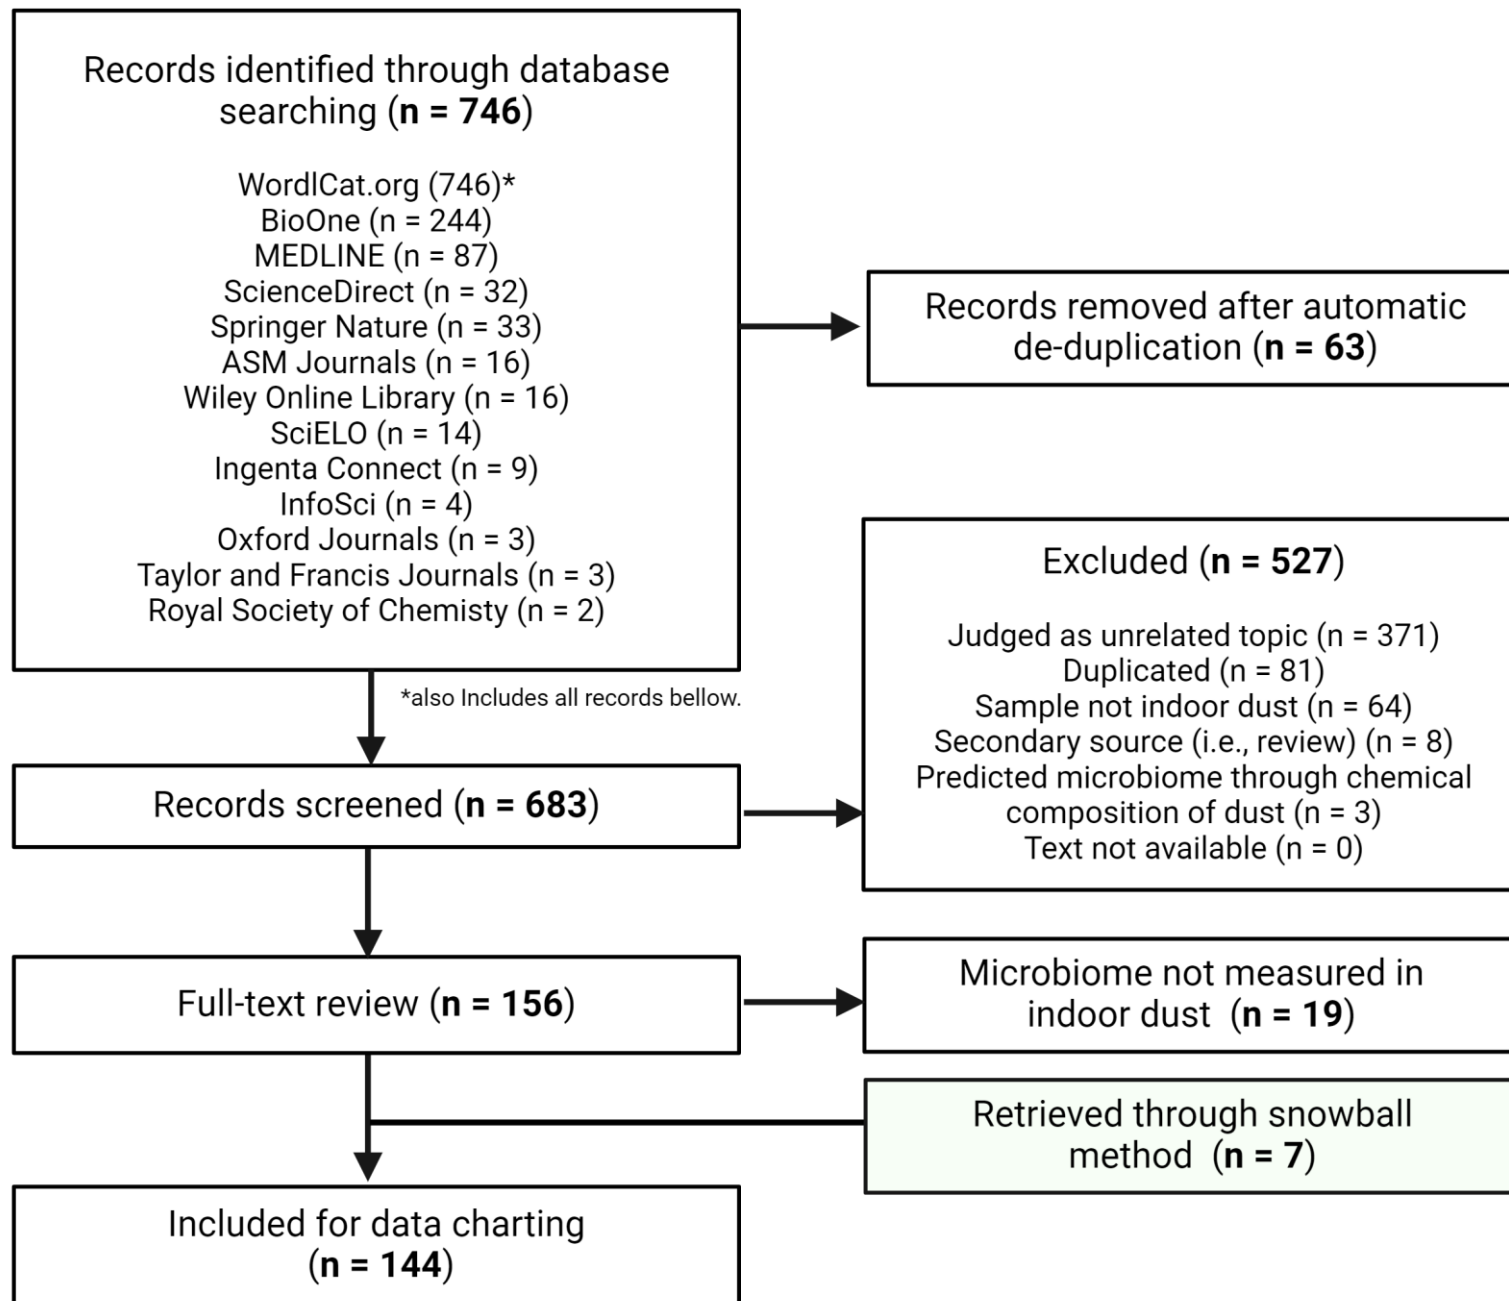 Records identified through database
searching (n = 746)
WordlCat.org (746)*
BioOne (n = 244)
MEDLINE (n = 87)
ScienceDirect (n = 32)
Springer Nature (n = 33)
ASM Journals (n = 16)
Wiley Online Library (n = 16)
SciELO (n = 14)
Ingenta Connect (n = 9)
InfoSci (n = 4)
Oxford Journals (n = 3)
Taylor and Francis Journals (n = 3)
Royal Society of Chemisty (n = 2)
*also Includes all records bellow.
Records removed after automatic
de-duplication (n = 63)
Records screened (n = 683)
Excluded (n = 527)
Judged as unrelated topic (n = 371)
Duplicated (n = 81)
Sample not indoor dust (n = 64)
Secondary source (i.e., review) (n = 8)
Predicted microbiome through chemical
composition of dust (n = 3)
Text not available (n = 0)
Full-text review (n = 156)
Microbiome not measured in
indoor dust (n = 19)
Retrieved through snowball
method (n = 7)
Included for data charting
(n = 144)